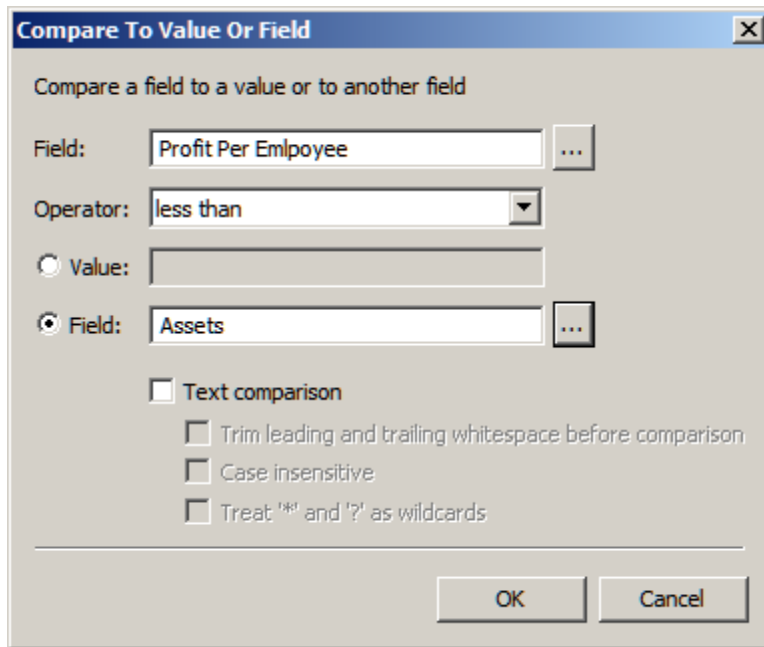 Compare To Value Or Field
Compare a field to a value or to another field
Field: Profit Per Emlpoyee ...
Operator: less than
Value:
Field: Assets ...
Text comparison
Trim leading and trailing whitespace before comparison
Case insensitive
Treat '*' and '?' as wildcards
OK Cancel